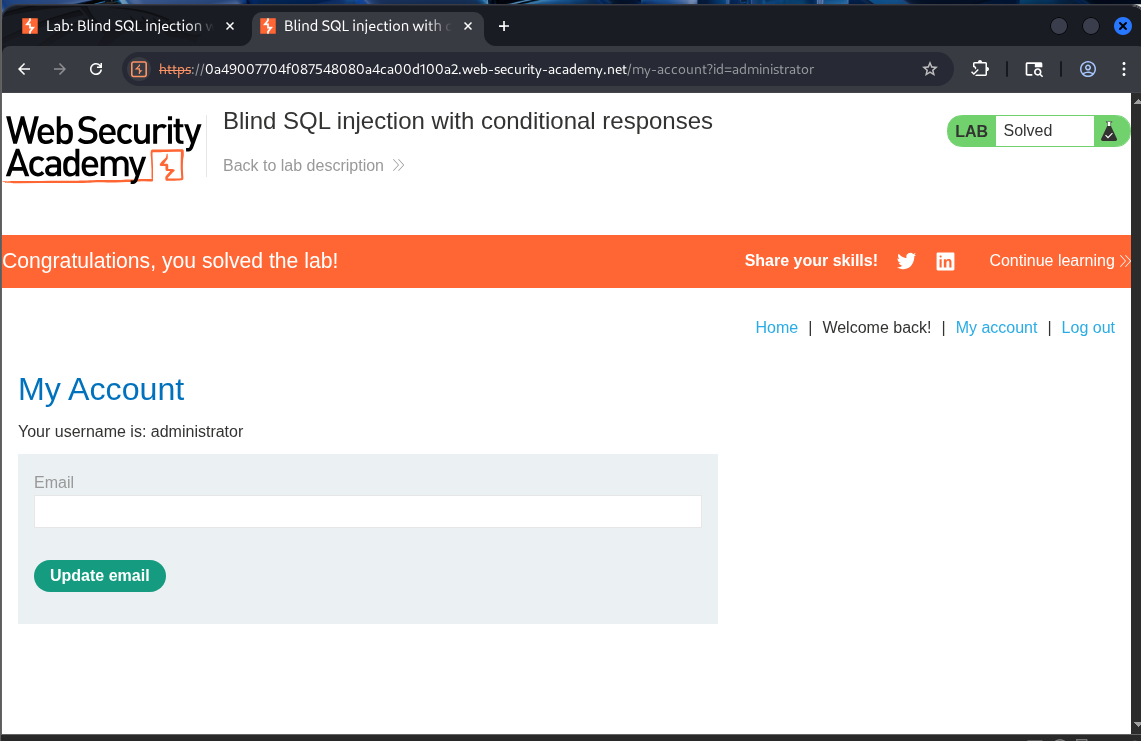 Lab: Blind SQL injection w
Blind SQL injection with c
https://0a49007704f087548080a4ca00d100a2.web-security-academy.net/my-account?id=administrator
WebSecurity
Academy
Blind SQL injection with conditional responses
Back to lab description
LAB Solved
Congratulations, you solved the lab!
Share your skills!
Continue learning
Home | Welcome back! | My account | Log out
My Account
Your username is: administrator
Email
Update email